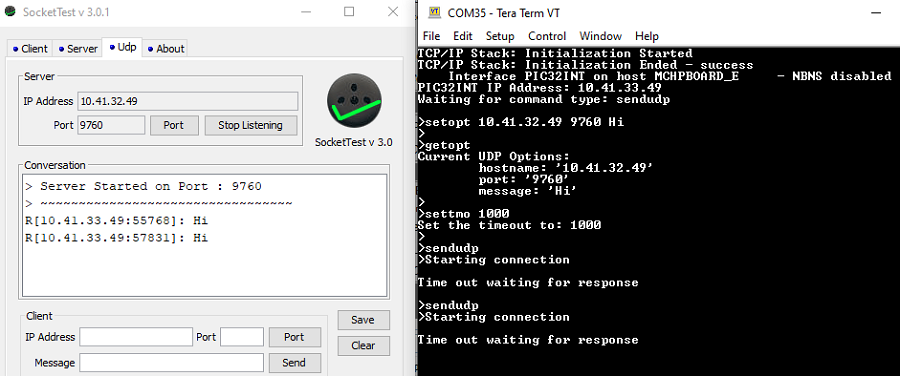 SocketTest v 3.0.1
Client
Server
Udp
About
Server
IP Address 10.41.32.49
Port 9760 Port Stop Listening
SocketTest v 3.0
Conversation
> Server Started on Port : 9760
> ~~~~~~~~~~~~~~~~~~~~~~~~~~~~~~~~~
R[10.41.33.49:55768]: Hi
R[10.41.33.49:57831]: Hi
Client
IP Address Port Port
Message Send
Save
Clear
VT COM35 - Tera Term VT
File Edit Setup Control Window Help
TCP/IP Stack: Initialization Started
TCP/IP Stack: Initialization Ended - success
Interface PIC32INT on host MCHPBOARD_E - NBNS disabled
PIC32INT IP Address: 10.41.33.49
Waiting for command type: sendudp
>setopt 10.41.32.49 9760 Hi
>
>getopt
Current UDP Options:
hostname: '10.41.32.49'
port: '9760'
message: 'Hi'
>
>settmo 1000
Set the timeout to: 1000
>
>sendudp
>Starting connection
Time out waiting for response
>sendudp
>Starting connection
Time out waiting for response